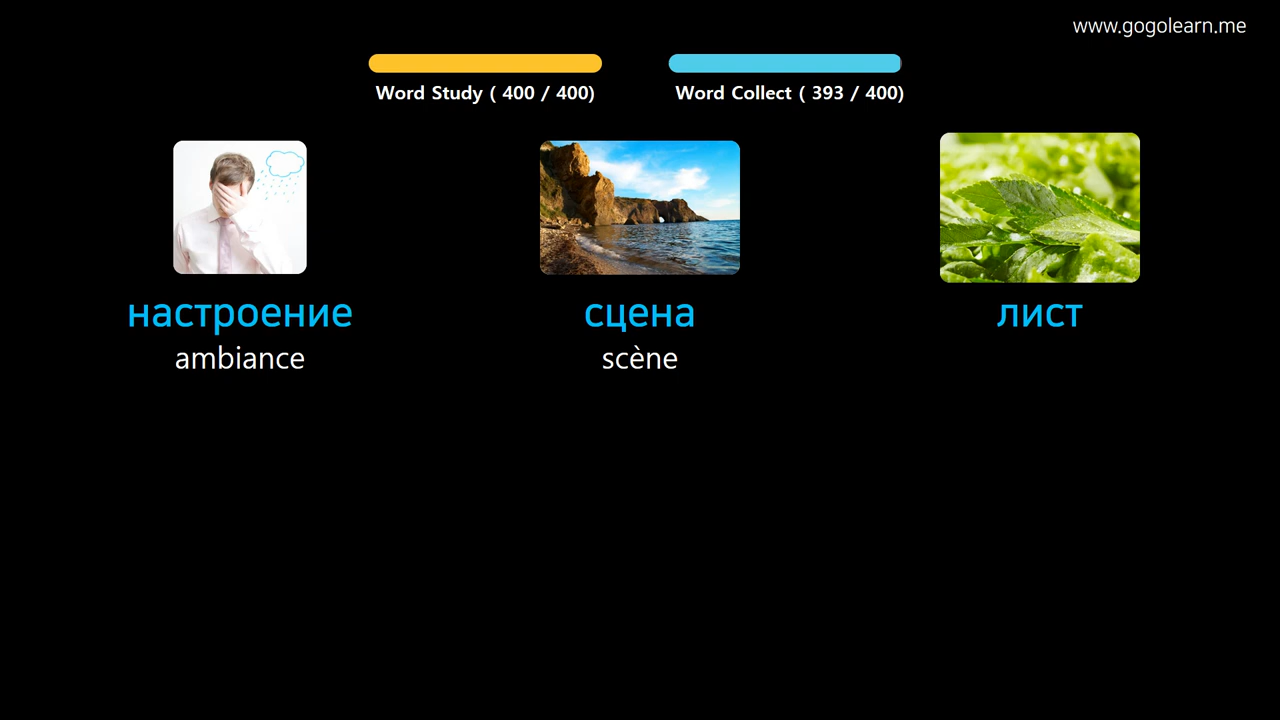 www.gogolearn.me
Word Study ( 400 / 400)
Word Collect ( 393 / 400)
настроение
ambiance
сцена
scène
лист